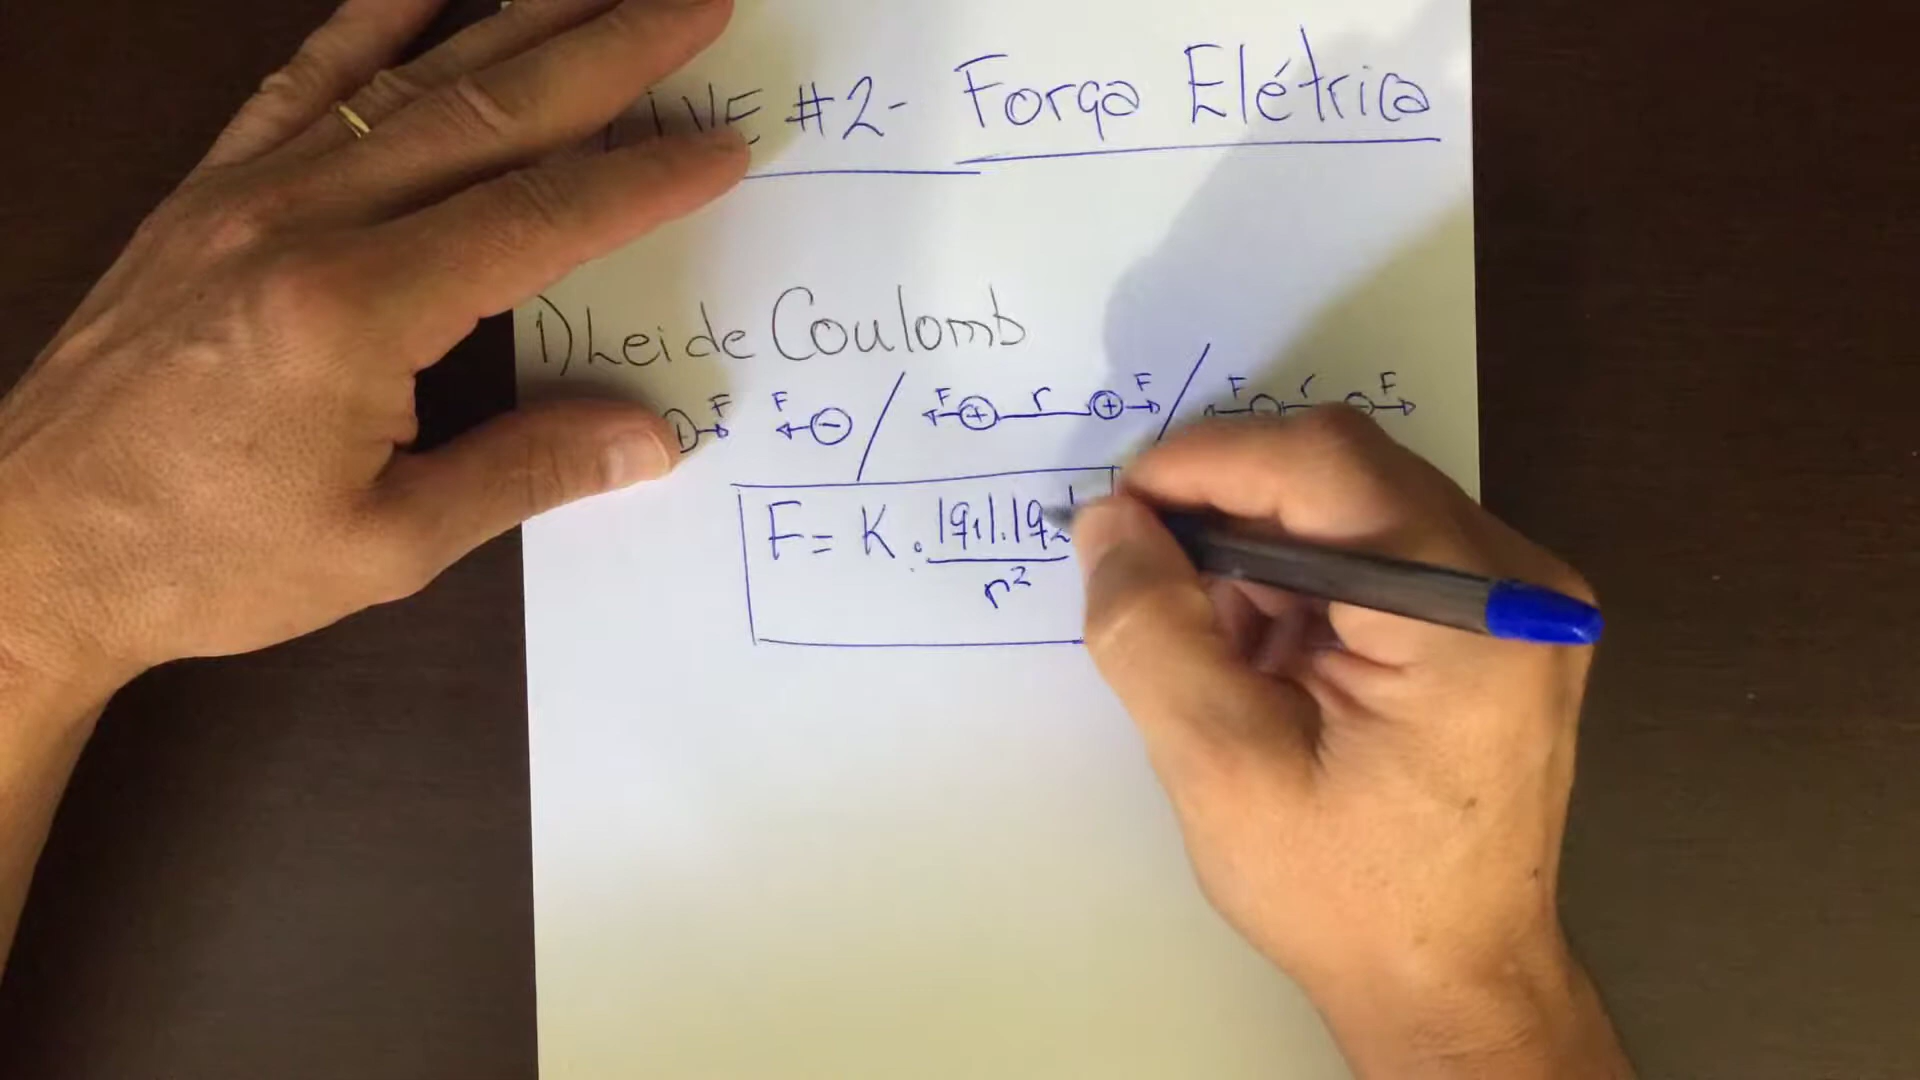 #2- Força Elétrica
1) Lei de Coulomb
F F - / F + r + F / F r F
F = K . |q1|.|q2|
r²